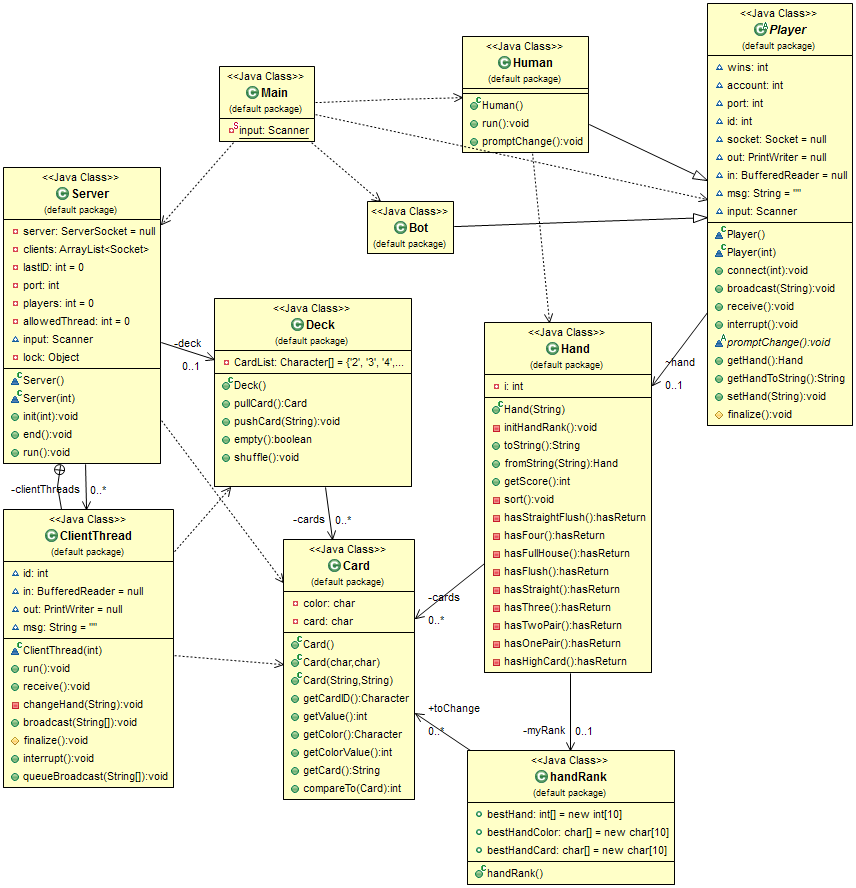 <<Java Class>>
Player
(default package)
wins: int
account: int
port: int
id: int
socket: Socket = null
out: PrintWriter = null
in: BufferedReader = null
msg: String = ""
input: Scanner
Player()
Player(int)
connect(int):void
broadcast(String):void
receive():void
interrupt():void
promptChange():void
getHand():Hand
getHandToString():String
setHand(String):void
finalize():void
<<Java Class>>
Human
(default package)
Human()
run():void
promptChange():void
<<Java Class>>
Main
(default package)
input: Scanner
<<Java Class>>
Server
(default package)
server: ServerSocket = null
clients: ArrayList<Socket>
lastID: int = 0
port: int
players: int = 0
allowedThread: int = 0
input: Scanner
lock: Object
Server()
Server(int)
init(int):void
end():void
run():void
<<Java Class>>
Bot
(default package)
-deck
0..1
<<Java Class>>
Deck
(default package)
CardList: Character[] = {'2', '3', '4',...
Deck()
pullCard():Card
pushCard(String):void
empty():boolean
shuffle():void
<<Java Class>>
Hand
(default package)
i: int
Hand(String)
initHandRank():void
toString():String
fromString(String):Hand
getScore():int
sort():void
hasStraightFlush():hasReturn
hasFour():hasReturn
hasFullHouse():hasReturn
hasFlush():hasReturn
hasStraight():hasReturn
hasThree():hasReturn
hasTwoPair():hasReturn
hasOnePair():hasReturn
hasHighCard():hasReturn
-hand
0..1
-clientThreads
0..*
<<Java Class>>
ClientThread
(default package)
id: int
in: BufferedReader = null
out: PrintWriter = null
msg: String = ""
ClientThread(int)
run():void
receive():void
changeHand(String):void
broadcast(String[]):void
finalize():void
interrupt():void
queueBroadcast(String[]):void
-cards
0..*
<<Java Class>>
Card
(default package)
color: char
card: char
Card()
Card(char,char)
Card(String,String)
getCardID():Character
getValue():int
getColor():Character
getColorValue():int
getCard():String
compareTo(Card):int
-cards
0..*
+toChange
0..*
-myRank
0..1
<<Java Class>>
handRank
(default package)
bestHand: int[] = new int[10]
bestHandColor: char[] = new char[10]
bestHandCard: char[] = new char[10]
handRank()